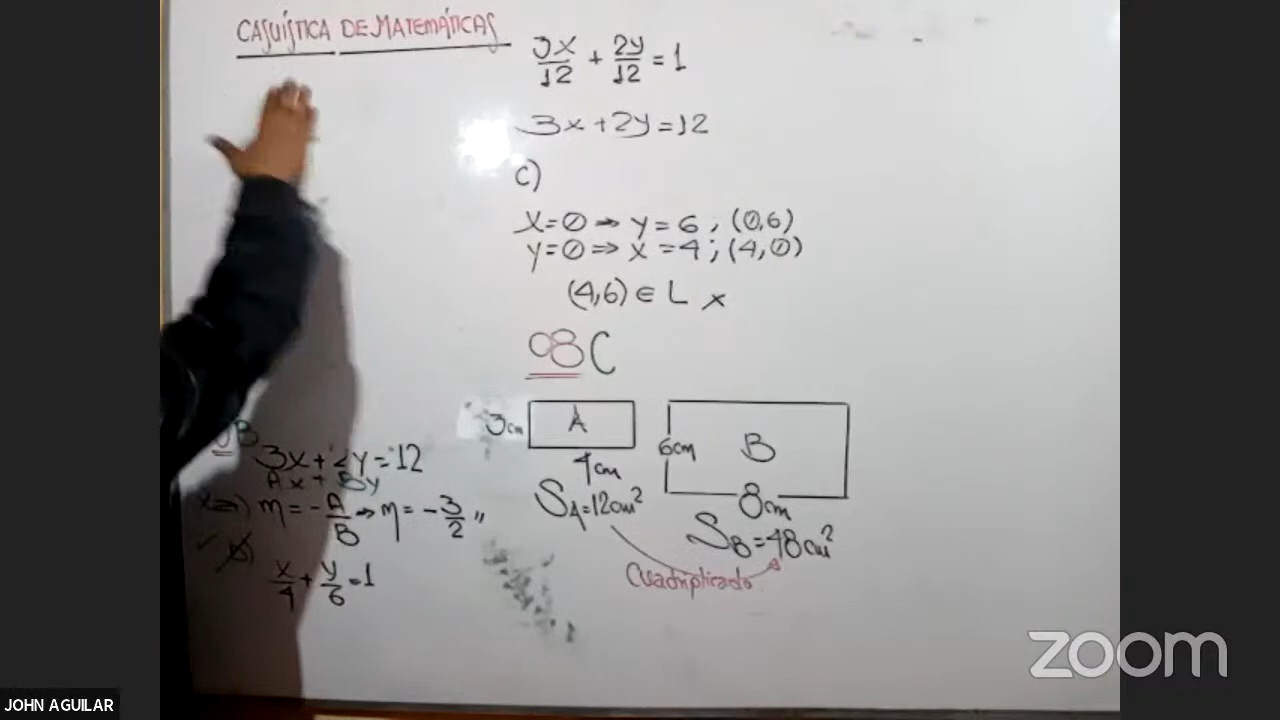 CASUÍSTICA DE MATEMÁTICAS
3x/12 + 2y/12 = 1
3x + 2y = 12
c)
x=0 → y = 6 ; (0,6)
y=0 ⇒ x = 4 ; (4,0)
(4,6) ∈ L x
08 C
3cm A
4cm
S_A=12cm²
6cm B
8cm
S_B=48cm²
Cuadriplicado
B
3x + 2y = 12
Ax + By
a) m = -A/B → m = -3/2 "
✓ b)
x/4 + y/6 = 1
zoom
JOHN AGUILAR